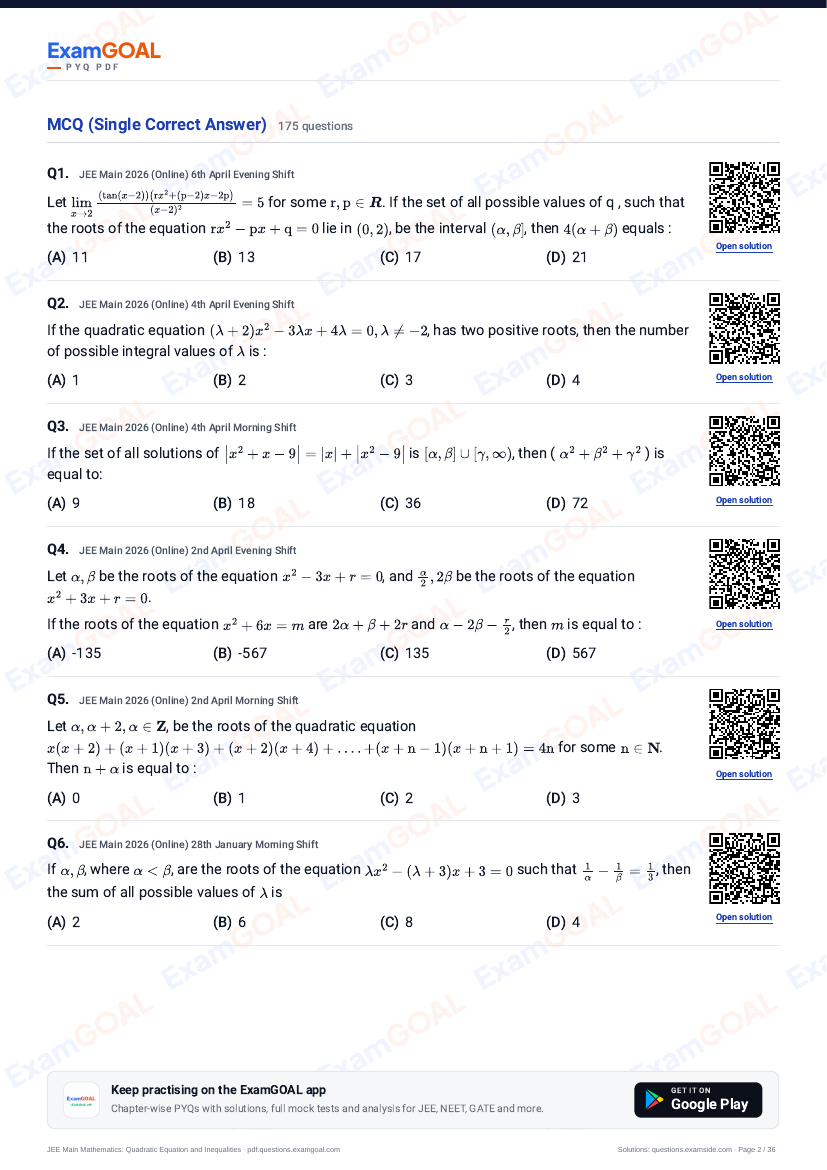 ExamGOAL
PYQ PDF
MCQ (Single Correct Answer) 175 questions
Q1. JEE Main 2026 (Online) 6th April Evening Shift
Let lim x→2 (tan(x−2))(rx²+(p−2)x−2p) / (x−2)² = 5 for some r, p ∈ R. If the set of all possible values of q , such that
the roots of the equation rx² − px + q = 0 lie in (0, 2), be the interval (α, β], then 4(α + β) equals :
(A) 11 (B) 13 (C) 17 (D) 21
Open solution
Q2. JEE Main 2026 (Online) 4th April Evening Shift
If the quadratic equation (λ + 2)x² − 3λx + 4λ = 0, λ ≠ −2, has two positive roots, then the number
of possible integral values of λ is :
(A) 1 (B) 2 (C) 3 (D) 4
Open solution
Q3. JEE Main 2026 (Online) 4th April Morning Shift
If the set of all solutions of |x² + x − 9| = |x| + |x² − 9| is [α, β] ∪ [γ, ∞), then ( α² + β² + γ² ) is
equal to:
(A) 9 (B) 18 (C) 36 (D) 72
Open solution
Q4. JEE Main 2026 (Online) 2nd April Evening Shift
Let α, β be the roots of the equation x² − 3x + r = 0, and α/2, 2β be the roots of the equation
x² + 3x + r = 0.
If the roots of the equation x² + 6x = m are 2α + β + 2r and α − 2β − r/2, then m is equal to :
(A) -135 (B) -567 (C) 135 (D) 567
Open solution
Q5. JEE Main 2026 (Online) 2nd April Morning Shift
Let α, α + 2, α ∈ Z, be the roots of the quadratic equation
x(x + 2) + (x + 1)(x + 3) + (x + 2)(x + 4) + . . . . +(x + n − 1)(x + n + 1) = 4n for some n ∈ N.
Then n + α is equal to :
(A) 0 (B) 1 (C) 2 (D) 3
Open solution
Q6. JEE Main 2026 (Online) 28th January Morning Shift
If α, β, where α < β, are the roots of the equation λx² − (λ + 3)x + 3 = 0 such that 1/α − 1/β = 1/3, then
the sum of all possible values of λ is
(A) 2 (B) 6 (C) 8 (D) 4
Open solution
ExamGOAL
Keep practising on the ExamGOAL app
Chapter-wise PYQs with solutions, full mock tests and analysis for JEE, NEET, GATE and more.
GET IT ON
Google Play
JEE Main Mathematics: Quadratic Equation and Inequalities · pdf.questions.examgoal.com
Solutions: questions.examside.com · Page 2 / 36